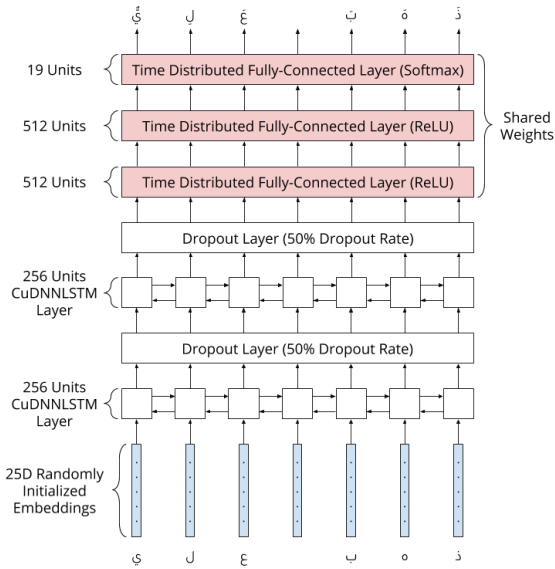 ذَ هَ بَ عَ لِ يٌّ
19 Units
Time Distributed Fully-Connected Layer (Softmax)
512 Units
Time Distributed Fully-Connected Layer (ReLU)
Shared
Weights
512 Units
Time Distributed Fully-Connected Layer (ReLU)
Dropout Layer (50% Dropout Rate)
256 Units
CuDNNLSTM
Layer
Dropout Layer (50% Dropout Rate)
256 Units
CuDNNLSTM
Layer
25D Randomly
Initialized
Embeddings
ذ ه ب ع ل ي